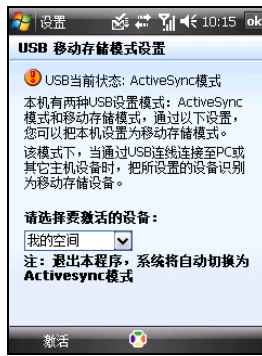 设置 10:15 ok
USB 移动存储模式设置
USB当前状态: ActiveSync模式
本机有两种USB设置模式：ActiveSync
模式和移动存储模式，通过以下设置，
您可以把本机设置为移动存储模式。
该模式下，当通过USB连线连接至PC或
其它主机设备时，把所设置的设备识别
为移动存储设备。
请选择要激活的设备：
我的空间
注：退出本程序，系统将自动切换为
Activesync模式
激活